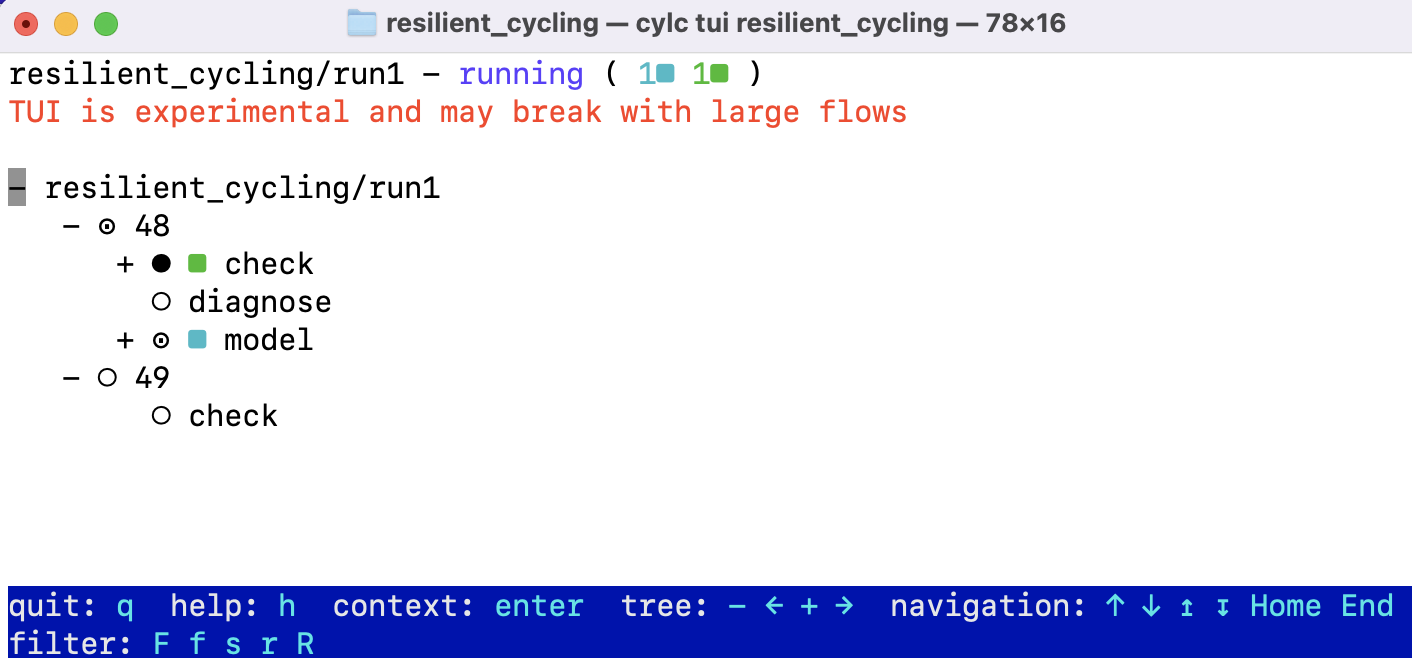 resilient_cycling — cylc tui resilient_cycling — 78×16
resilient_cycling/run1 - running ( 1■ 1■ )
TUI is experimental and may break with large flows
- resilient_cycling/run1
- ⊙ 48
+ ● ■ check
○ diagnose
+ ⊙ ■ model
- ○ 49
○ check
quit: q help: h context: enter tree: - ← + → navigation: ↑ ↓ ↥ ↧ Home End
filter: F f s r R